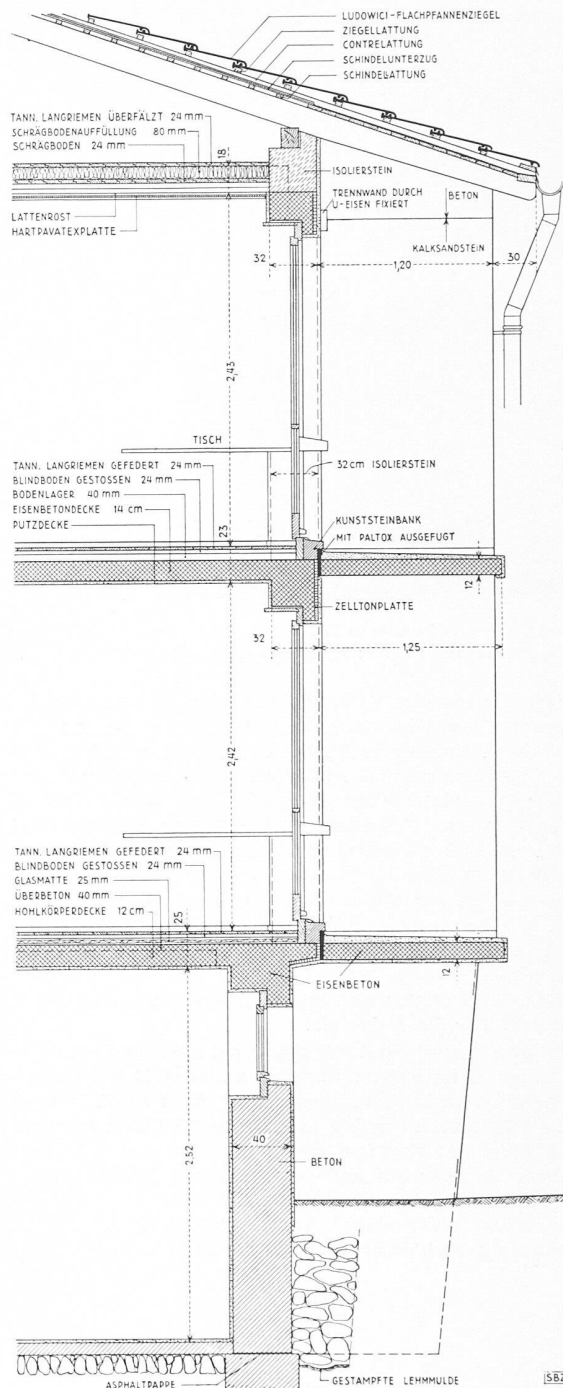 LUDOWICI-FLACHPFANNENZIEGEL
ZIEGELLATTUNG
CONTRELATTUNG
SCHINDELUNTERZUG
SCHINDELLATTUNG
TANN. LANGRIEMEN ÜBERFÄLZT 24 mm
SCHRÄGBODENAUFFÜLLUNG 80 mm
SCHRÄGBODEN 24 mm
18
ISOLIERSTEIN
TRENNWAND DURCH
U-EISEN FIXIERT
BETON
LATTENROST
HARTPAVATEXPLATTE
KALKSANDSTEIN
32
1,20
30
2,43
TISCH
32 cm ISOLIERSTEIN
TANN. LANGRIEMEN GEFEDERT 24 mm
BLINDBODEN GESTOSSEN 24 mm
BODENLAGER 40 mm
EISENBETONDECKE 14 cm
PUTZDECKE
23
KUNSTSTEINBANK
MIT PALTOX AUSGEFUGT
12
ZELLTONPLATTE
32
1,25
2,42
TANN. LANGRIEMEN GEFEDERT 24 mm
BLINDBODEN GESTOSSEN 24 mm
GLASMATTE 25 mm
ÜBERBETON 40 mm
HOHLKÖRPERDECKE 12 cm
25
EISENBETON
12
40
BETON
2,52
ASPHALTPAPPE
GESTAMPFTE LEHMMULDE
SBZ